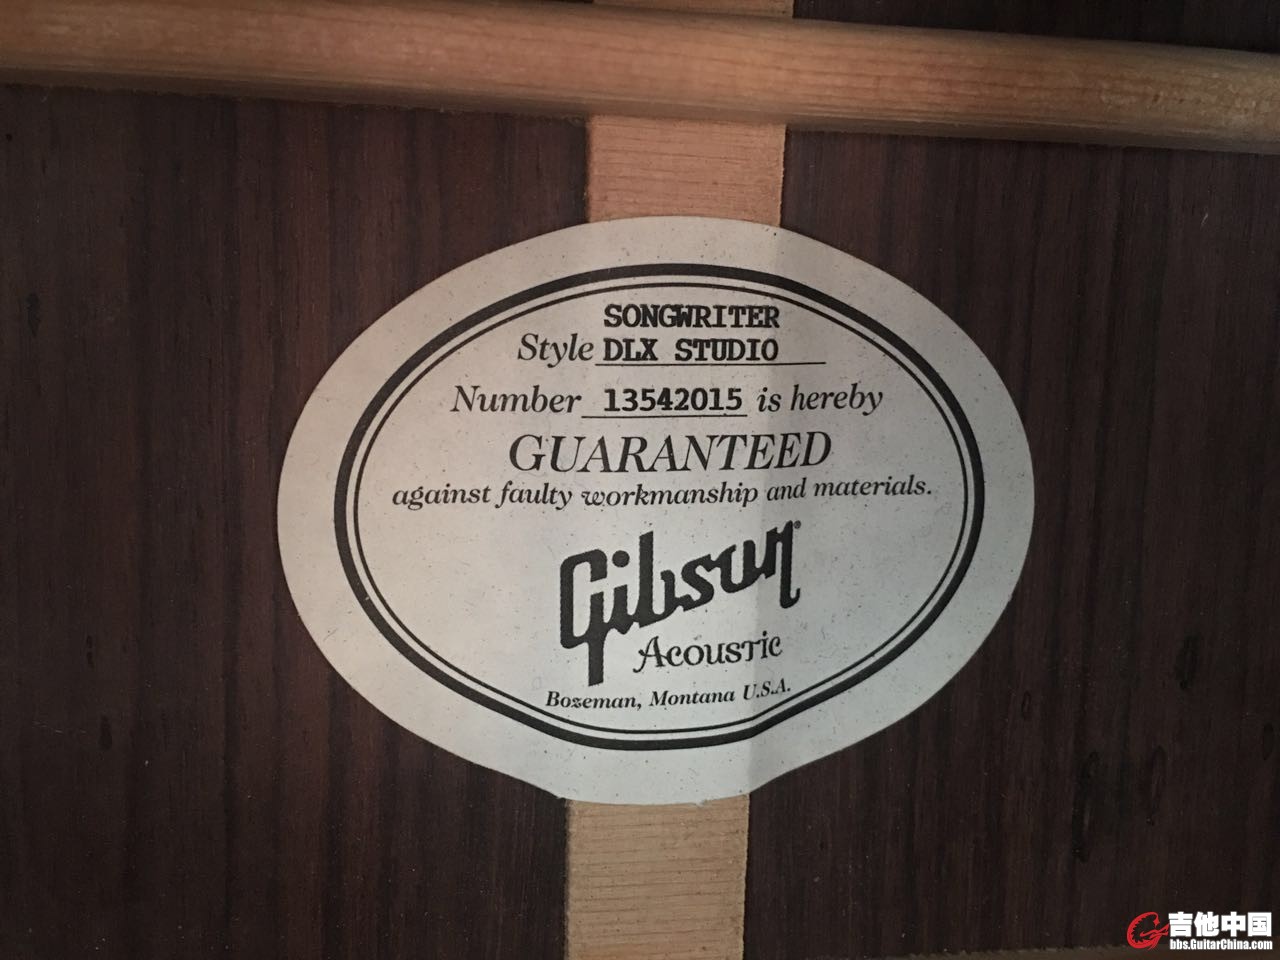 SONGWRITER
Style DLX STUDIO
Number 13542015 is hereby
GUARANTEED
against faulty workmanship and materials.
Gibson®
Acoustic
Bozeman, Montana U.S.A.
吉他中国
bbs.GuitarChina.com